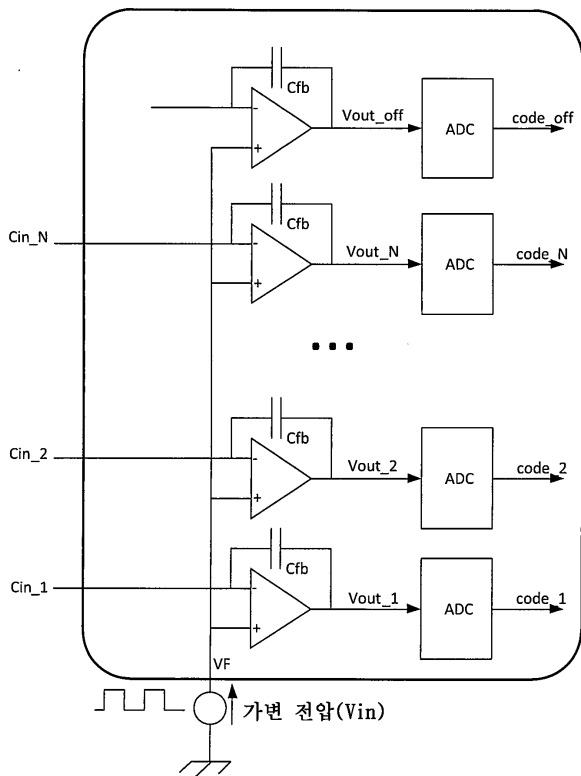 Cfb
-
+
Vout_off
ADC
code_off
Cin_N
Cfb
-
+
Vout_N
ADC
code_N
...
Cin_2
Cfb
-
+
Vout_2
ADC
code_2
Cin_1
Cfb
-
+
Vout_1
ADC
code_1
VF
가변 전압(Vin)